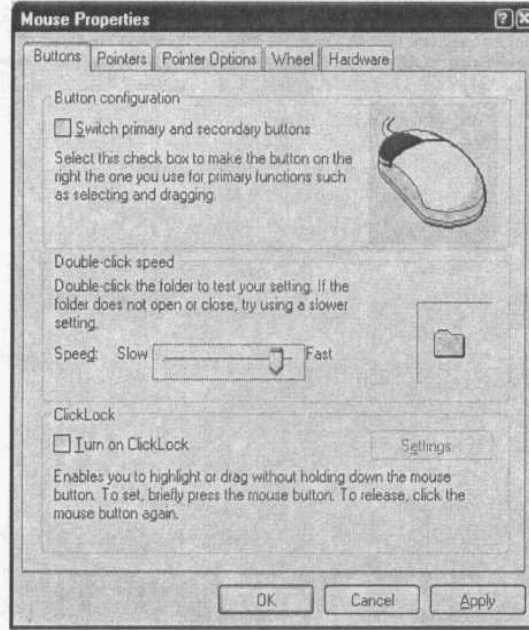 Mouse Properties
Buttons Pointers Pointer Options Wheel Hardware
Button configuration
Switch primary and secondary buttons
Select this check box to make the button on the
right the one you use for primary functions such
as selecting and dragging.
Double-click speed
Double-click the folder to test your setting. If the
folder does not open or close, try using a slower
setting.
Speed: Slow Fast
ClickLock
Turn on ClickLock Settings
Enables you to highlight or drag without holding down the mouse
button. To set, briefly press the mouse button. To release, click the
mouse button again.
OK Cancel Apply